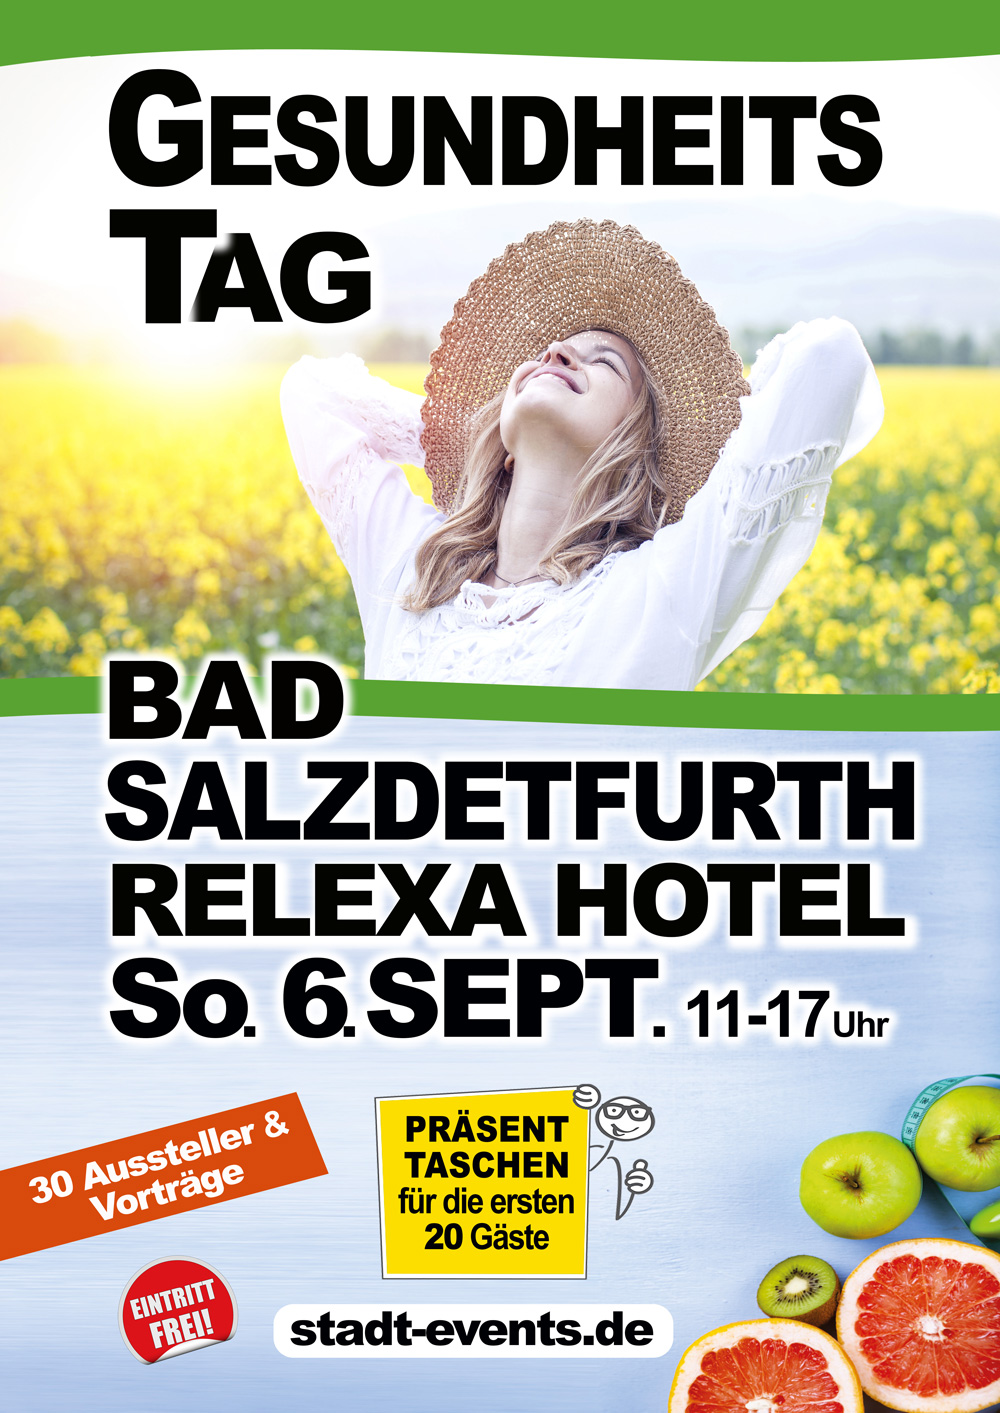 GESUNDHEITS
TAG
BAD
SALZDETFURTH
RELEXA HOTEL
So. 6. SEPT. 11-17 Uhr
30 Aussteller &
Vorträge
PRÄSENT
TASCHEN
für die ersten
20 Gäste
EINTRITT
FREI!
stadt-events.de